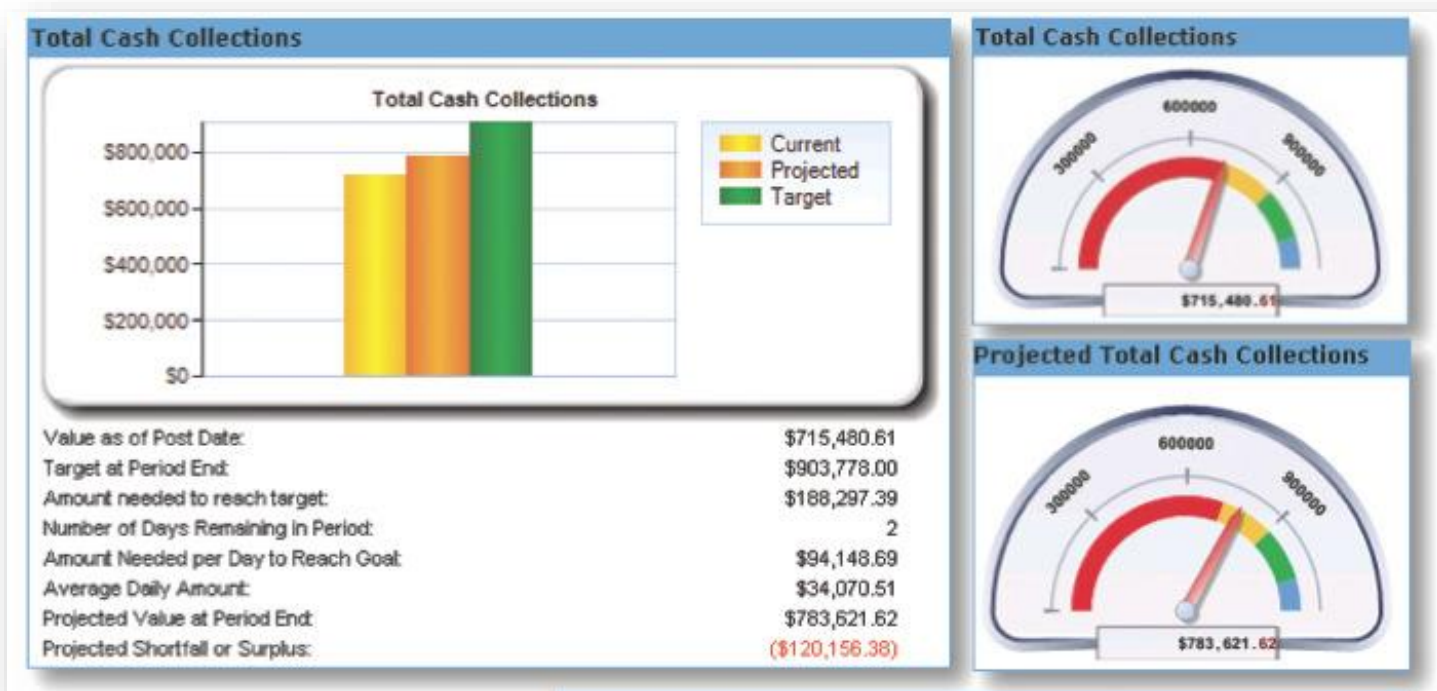 Total Cash Collections
Total Cash Collections
$800,000
$600,000
$400,000
$200,000
$0
Current
Projected
Target
Value as of Post Date: $715,480.61
Target at Period End: $903,778.00
Amount needed to reach target: $188,297.39
Number of Days Remaining in Period: 2
Amount Needed per Day to Reach Goal: $94,148.69
Average Daily Amount: $34,070.51
Projected Value at Period End: $783,621.62
Projected Shortfall or Surplus: ($120,156.38)
Total Cash Collections
300000
600000
900000
$715,480.61
Projected Total Cash Collections
300000
600000
900000
$783,621.62